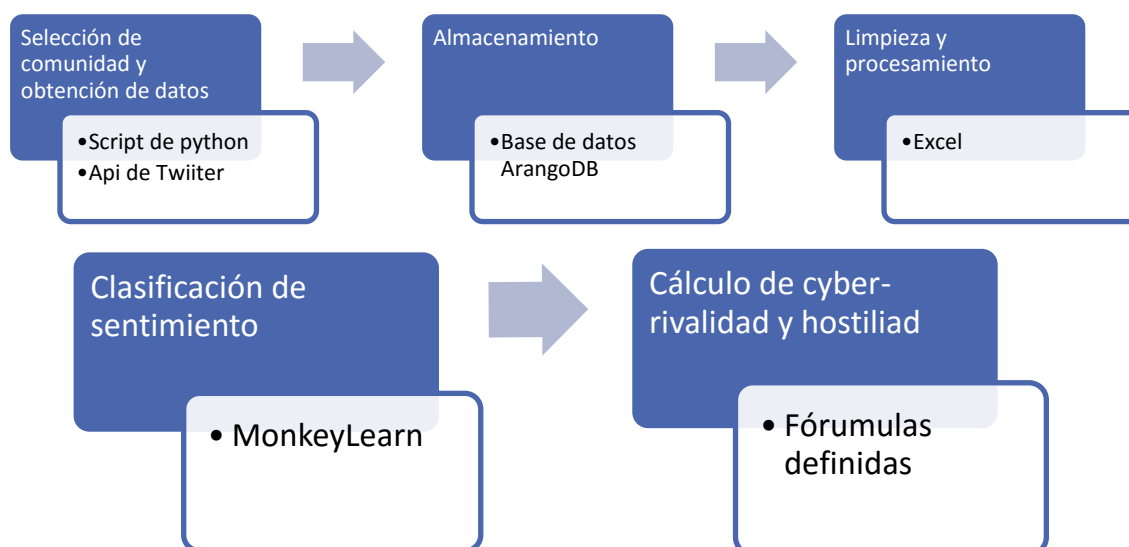 Selección de
comunidad y
obtención de datos
•Script de python
•Api de Twiiter
Almacenamiento
•Base de datos
ArangoDB
Limpieza y
procesamiento
•Excel
Clasificación de
sentimiento
• MonkeyLearn
Cálculo de cyber-
rivalidad y hostiliad
• Fórumulas
definidas